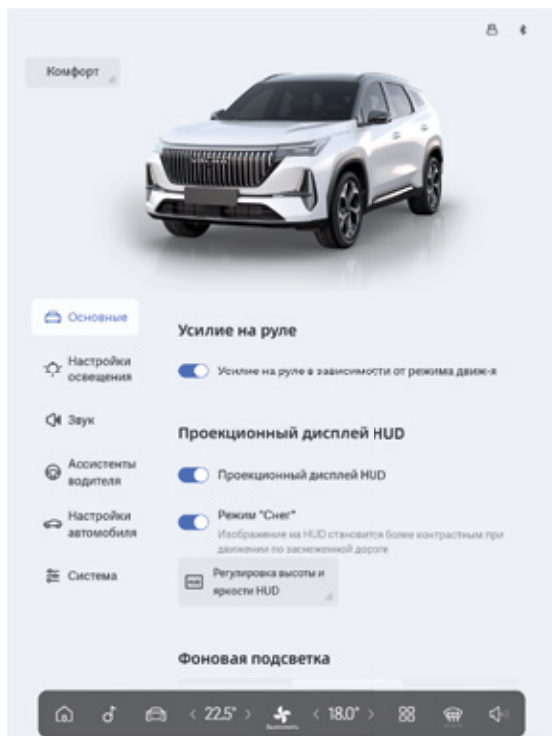 Комфорт
Основные
Настройки
освещения
Звук
Ассистенты
водителя
Настройки
автомобиля
Система
Усилие на руле
Усилие на руле в зависимости от режима движ-я
Проекционный дисплей HUD
Проекционный дисплей HUD
Режим "Снег"
Изображение на HUD становится более контрастным при
движении по заснеженной дороге
HUD
Регулировка высоты и
яркости HUD
Фоновая подсветка
< 22.5° >
< 18.0° >